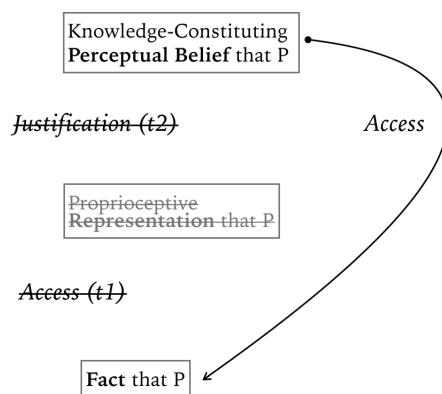 Knowledge-Constituting
Perceptual Belief that P
Justification (t2)
Access
Proprioceptive
Representation that P
Access (t1)
Fact that P